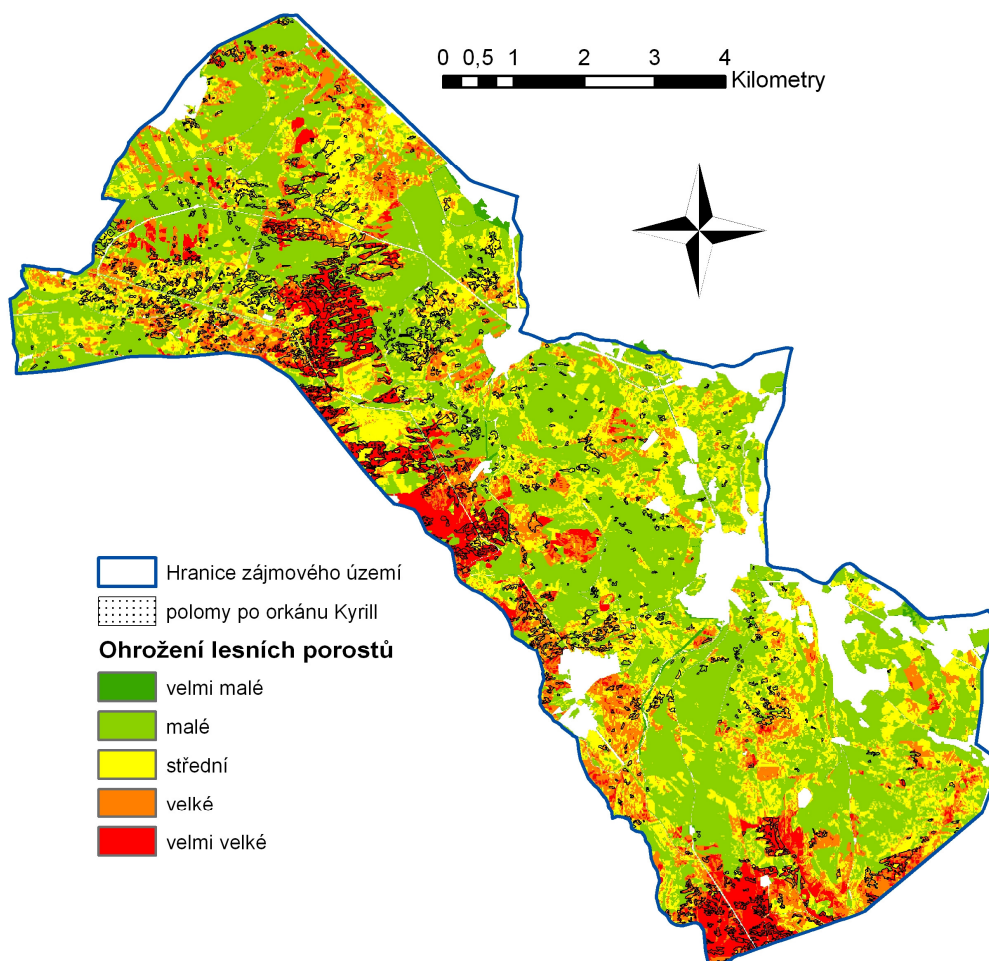 0 0,5 1 2 3 4
Kilometry
Hranice zájmového území
polomy po orkánu Kyrill
Ohrožení lesních porostů
velmi malé
malé
střední
velké
velmi velké